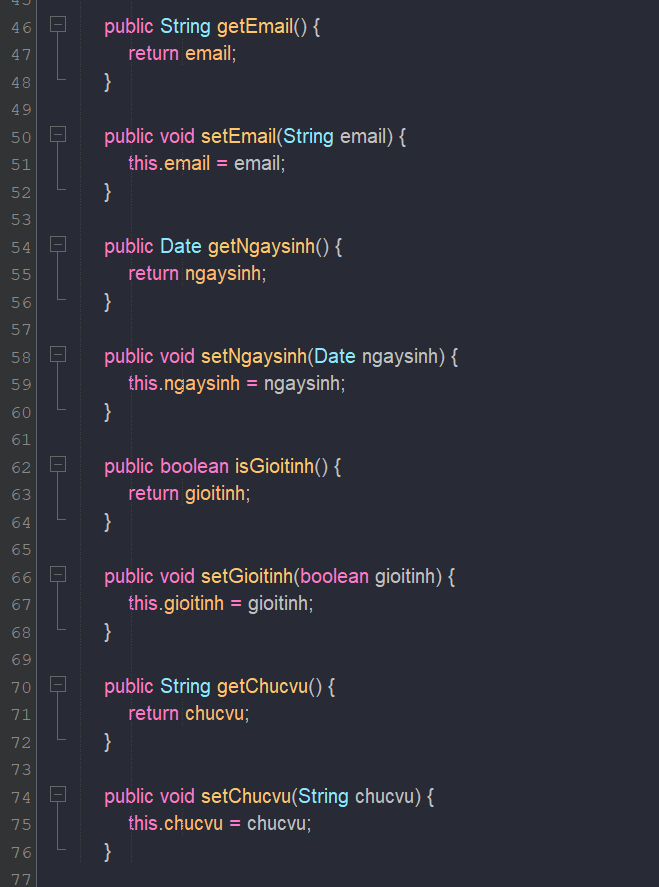 45
46 public String getEmail() {
47 return email;
48 }
49
50 public void setEmail(String email) {
51 this.email = email;
52 }
53
54 public Date getNgaysinh() {
55 return ngaysinh;
56 }
57
58 public void setNgaysinh(Date ngaysinh) {
59 this.ngaysinh = ngaysinh;
60 }
61
62 public boolean isGioitinh() {
63 return gioitinh;
64 }
65
66 public void setGioitinh(boolean gioitinh) {
67 this.gioitinh = gioitinh;
68 }
69
70 public String getChucvu() {
71 return chucvu;
72 }
73
74 public void setChucvu(String chucvu) {
75 this.chucvu = chucvu;
76 }
77